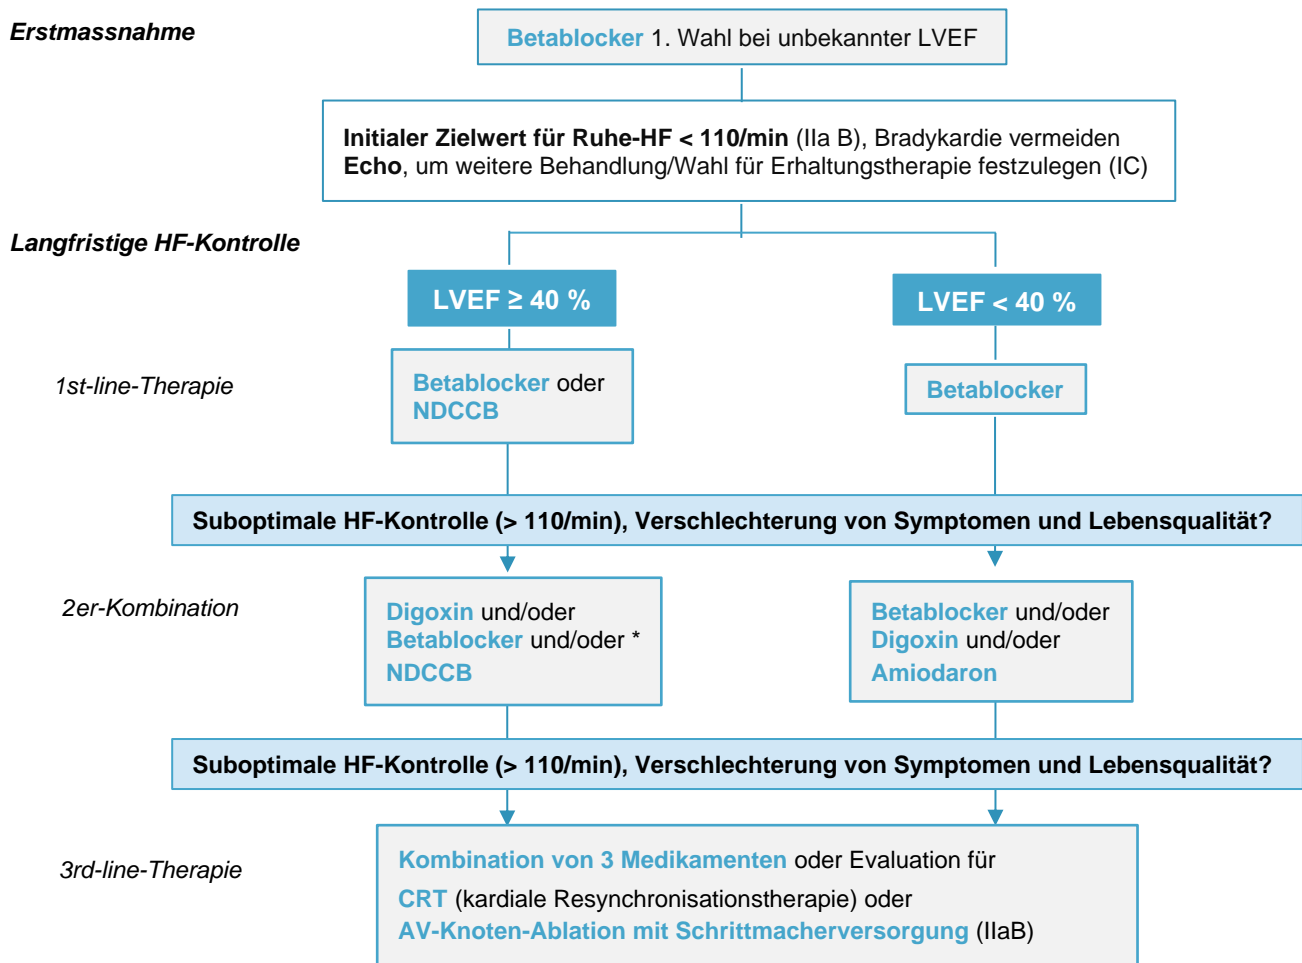 Erstmassnahme
Betablocker 1. Wahl bei unbekannter LVEF
Initialer Zielwert für Ruhe-HF < 110/min (IIa B), Bradykardie vermeiden
Echo, um weitere Behandlung/Wahl für Erhaltungstherapie festzulegen (IC)
Langfristige HF-Kontrolle
LVEF ≥ 40 %
LVEF < 40 %
1st-line-Therapie
Betablocker oder
NDCCB
Betablocker
Suboptimale HF-Kontrolle (> 110/min), Verschlechterung von Symptomen und Lebensqualität?
2er-Kombination
Digoxin und/oder
Betablocker und/oder *
NDCCB
Betablocker und/oder
Digoxin und/oder
Amiodaron
Suboptimale HF-Kontrolle (> 110/min), Verschlechterung von Symptomen und Lebensqualität?
3rd-line-Therapie
Kombination von 3 Medikamenten oder Evaluation für
CRT (kardiale Resynchronisationstherapie) oder
AV-Knoten-Ablation mit Schrittmacherversorgung (IIaB)